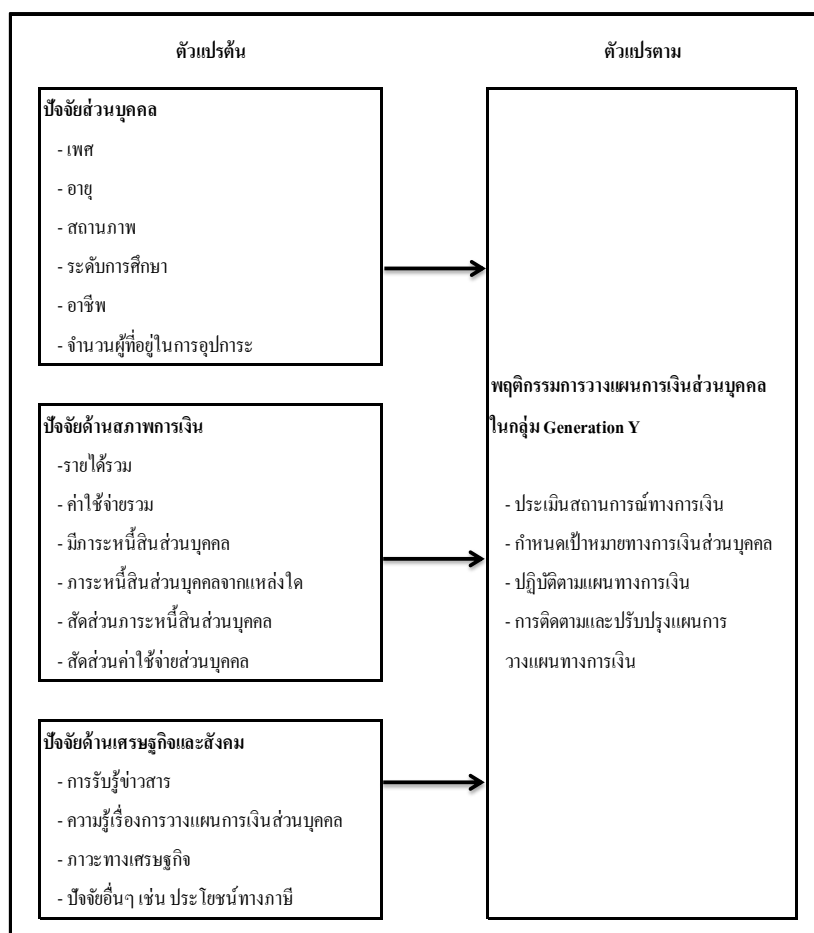 ตัวแปรต้น
ตัวแปรตาม
ปัจจัยส่วนบุคคล
- เพศ
- อายุ
- สถานภาพ
- ระดับการศึกษา
- อาชีพ
- จำนวนผู้ที่อยู่ในการอุปการะ
ปัจจัยด้านสภาพการเงิน
-รายได้รวม
- ค่าใช้จ่ายรวม
- มีภาระหนี้สินส่วนบุคคล
- ภาระหนี้สินส่วนบุคคลจากแหล่งใด
- สัดส่วนภาระหนี้สินส่วนบุคคล
- สัดส่วนค่าใช้จ่ายส่วนบุคคล
ปัจจัยด้านเศรษฐกิจและสังคม
- การรับรู้ข่าวสาร
- ความรู้เรื่องการวางแผนการเงินส่วนบุคคล
- ภาวะทางเศรษฐกิจ
- ปัจจัยอื่นๆ เช่น ประโยชน์ทางภาษี
พฤติกรรมการวางแผนการเงินส่วนบุคคล
ในกลุ่ม Generation Y
- ประเมินสถานการณ์ทางการเงิน
- กำหนดเป้าหมายทางการเงินส่วนบุคคล
- ปฏิบัติตามแผนทางการเงิน
- การติดตามและปรับปรุงแผนการ
วางแผนทางการเงิน